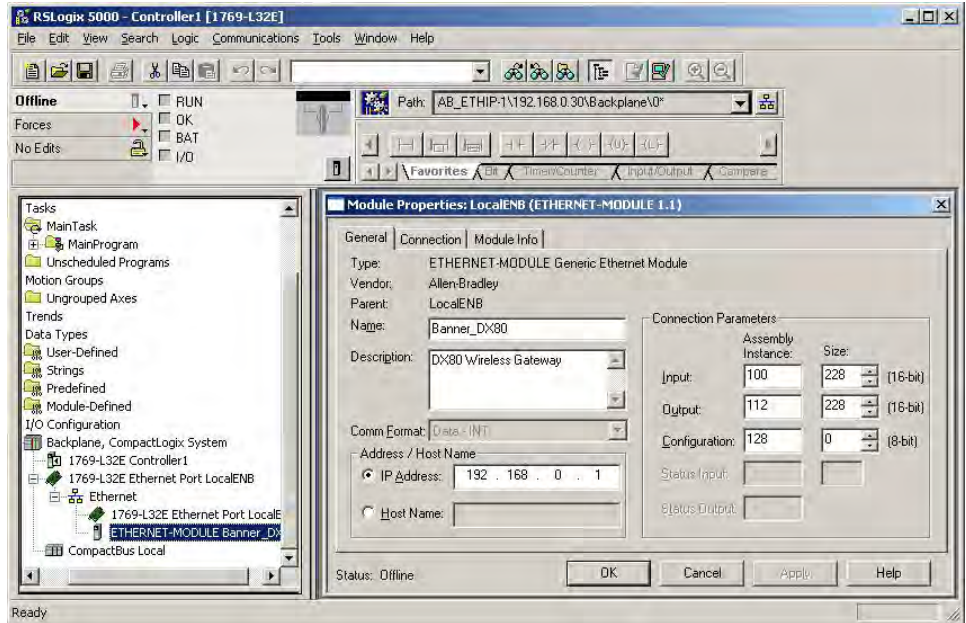 RSLogix 5000 - Controller1 [1769-L32E]
File Edit View Search Logic Communications Tools Window Help
Offline RUN
Forces OK
No Edits BAT
I/O
Path: AB_ETHIP-1\192.168.0.30\Backplane\0*
Favorites Bit Timer/Counter Input/Output Compare
Tasks
MainTask
MainProgram
Unscheduled Programs
Motion Groups
Ungrouped Axes
Trends
Data Types
User-Defined
Strings
Predefined
Module-Defined
I/O Configuration
Backplane, CompactLogix System
1769-L32E Controller1
1769-L32E Ethernet Port LocalENB
Ethernet
1769-L32E Ethernet Port LocalE
ETHERNET-MODULE Banner_DX
CompactBus Local
Module Properties: LocalENB (ETHERNET-MODULE 1.1)
General Connection Module Info
Type: ETHERNET-MODULE Generic Ethernet Module
Vendor: Allen-Bradley
Parent: LocalENB
Name: Banner_DX80
Description: DX80 Wireless Gateway
Comm Format: Data - INT
Address / Host Name
IP Address: 192 . 168 . 0 . 1
Host Name:
Connection Parameters
Assembly
Instance: Size:
Input: 100 228 (16-bit)
Output: 112 228 (16-bit)
Configuration: 128 0 (8-bit)
Status Input:
Status Output:
Status: Offline OK Cancel Apply Help
Ready